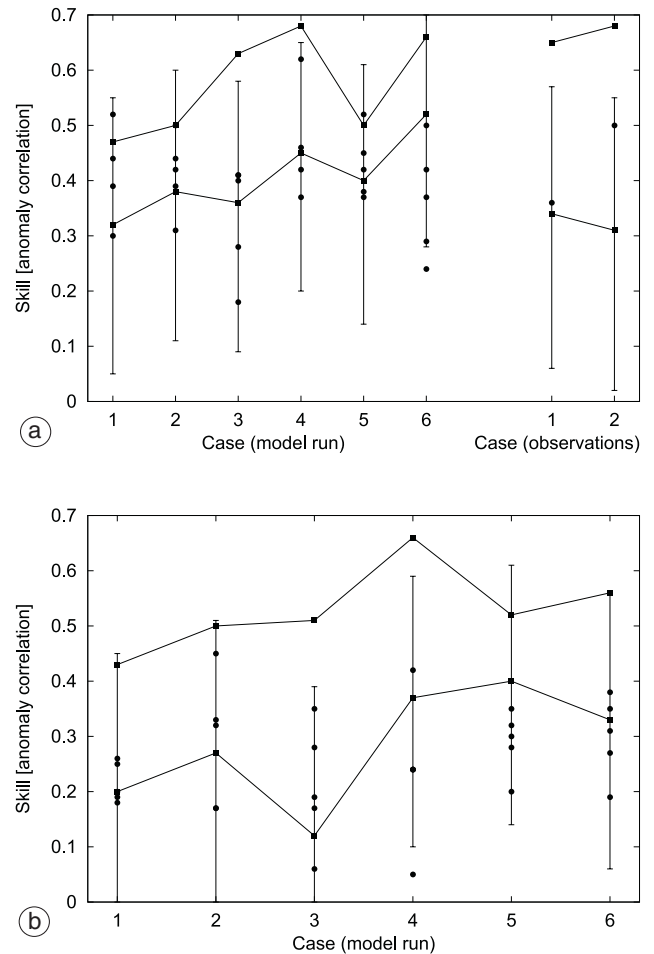 0.7
0.6
0.5
0.4
0.3
0.2
0.1
0
Skill [anomaly correlation]
1 2 3 4 5 6 1 2
Case (model run) Case (observations)
a
0.7
0.6
0.5
0.4
0.3
0.2
0.1
0
Skill [anomaly correlation]
1 2 3 4 5 6
Case (model run)
b